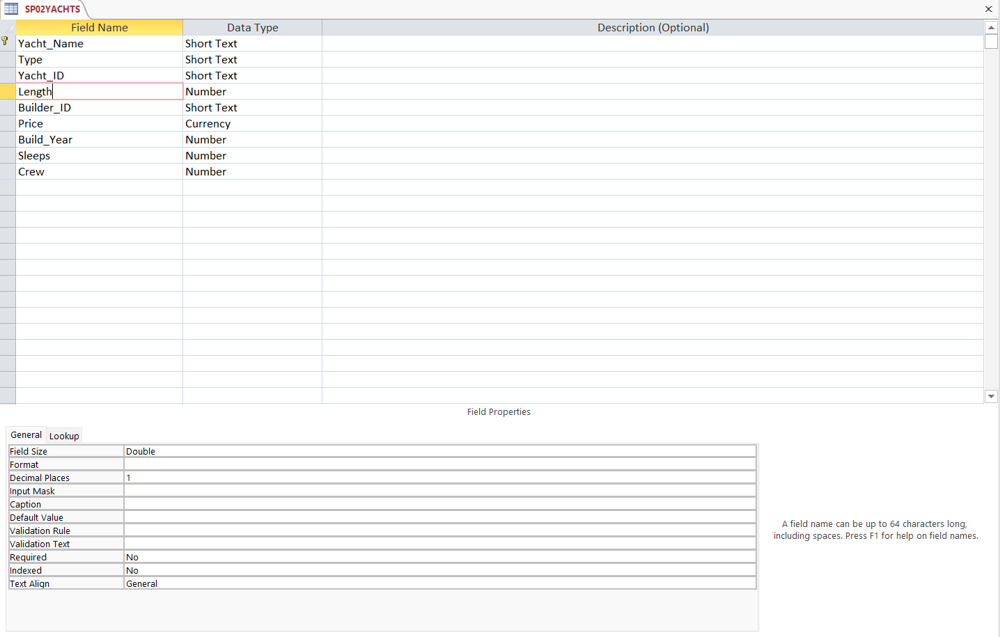 SP02YACHTS
Field Name Data Type Description (Optional)
Yacht_Name Short Text
Type Short Text
Yacht_ID Short Text
Length Number
Builder_ID Short Text
Price Currency
Build_Year Number
Sleeps Number
Crew Number
Field Properties
General Lookup
Field Size Double
Format
Decimal Places 1
Input Mask
Caption
Default Value
Validation Rule
Validation Text
Required No
Indexed No
Text Align General
A field name can be up to 64 characters long,
including spaces. Press F1 for help on field names.